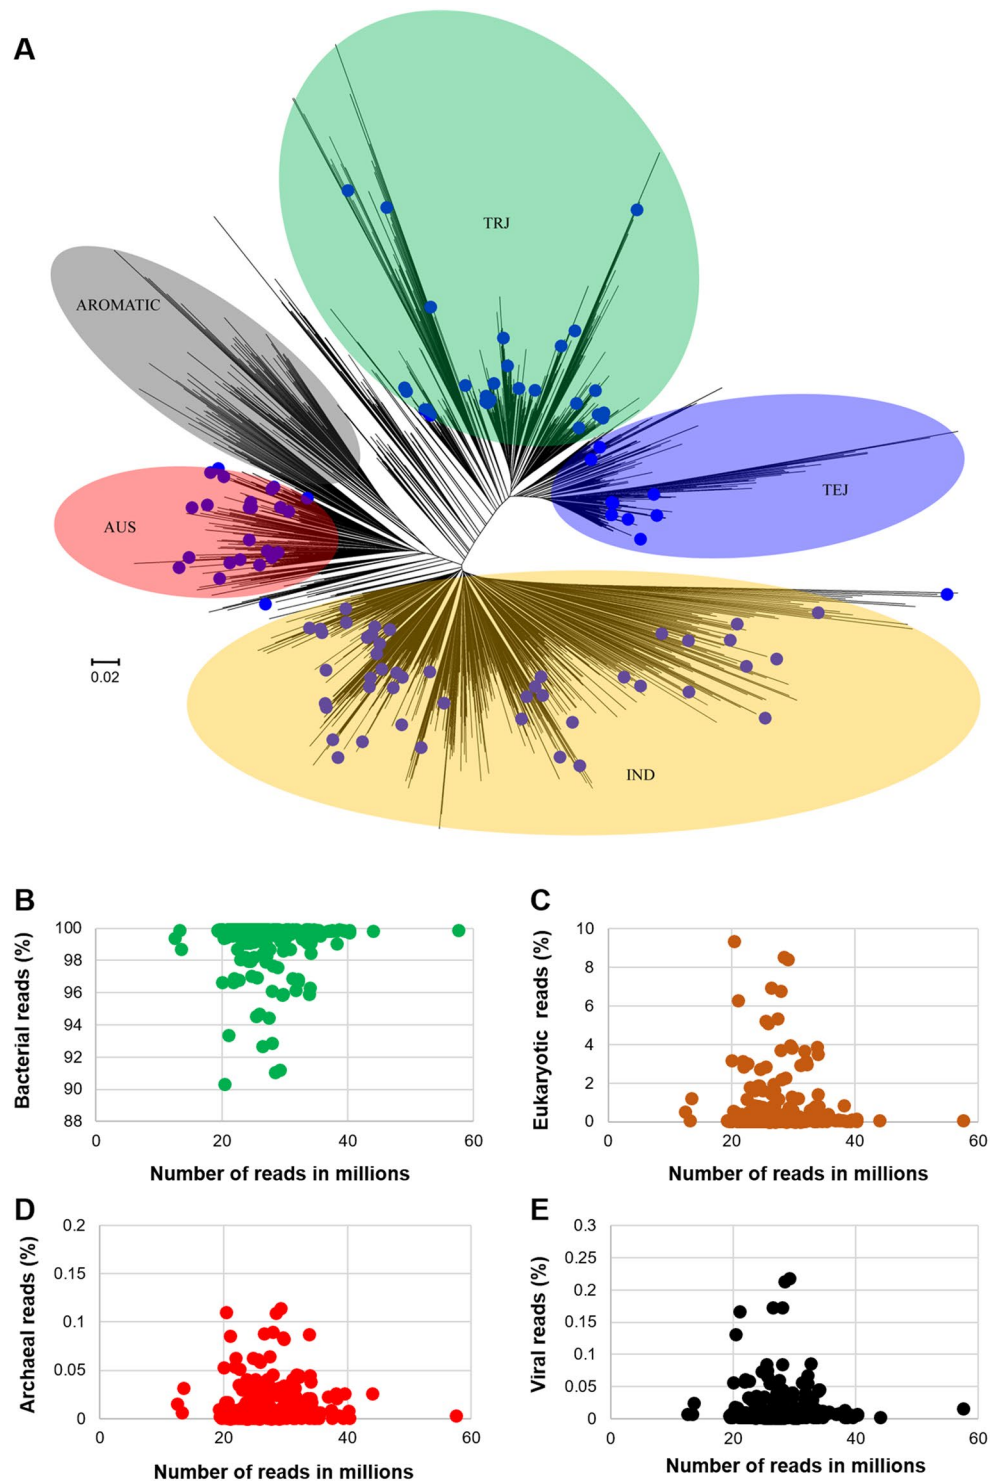 A
TRJ
AROMATIC
TEJ
AUS
0.02
IND
B
100
98
96
94
92
90
88
0 20 40 60
Bacterial reads (%)
Number of reads in millions
C
10
8
6
4
2
0
0 20 40 60
Eukaryotic reads (%)
Number of reads in millions
D
0.2
0.15
0.1
0.05
0
0 20 40 60
Archaeal reads (%)
Number of reads in millions
E
0.3
0.25
0.2
0.15
0.1
0.05
0
0 20 40 60
Viral reads (%)
Number of reads in millions